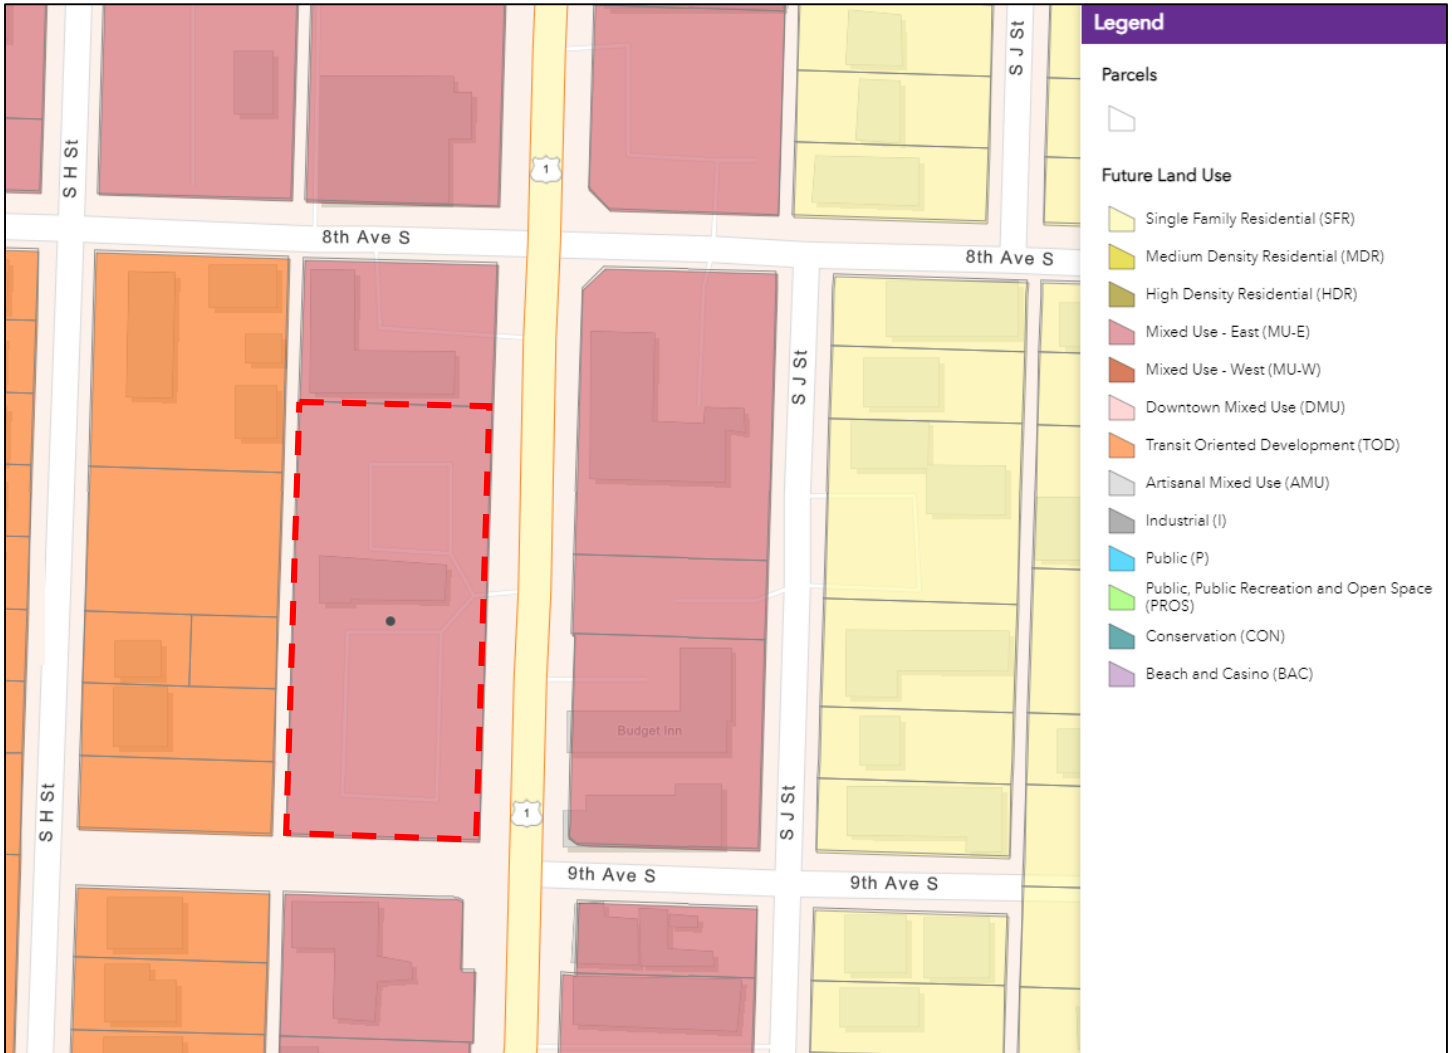 Legend
Parcels
Future Land Use
Single Family Residential (SFR)
Medium Density Residential (MDR)
High Density Residential (HDR)
Mixed Use - East (MU-E)
Mixed Use - West (MU-W)
Downtown Mixed Use (DMU)
Transit Oriented Development (TOD)
Artisanal Mixed Use (AMU)
Industrial (I)
Public (P)
Public, Public Recreation and Open Space
(PROS)
Conservation (CON)
Beach and Casino (BAC)
S J St
S H St
1
8th Ave S
8th Ave S
S J St
Budget Inn
S H St
S J St
1
9th Ave S
9th Ave S